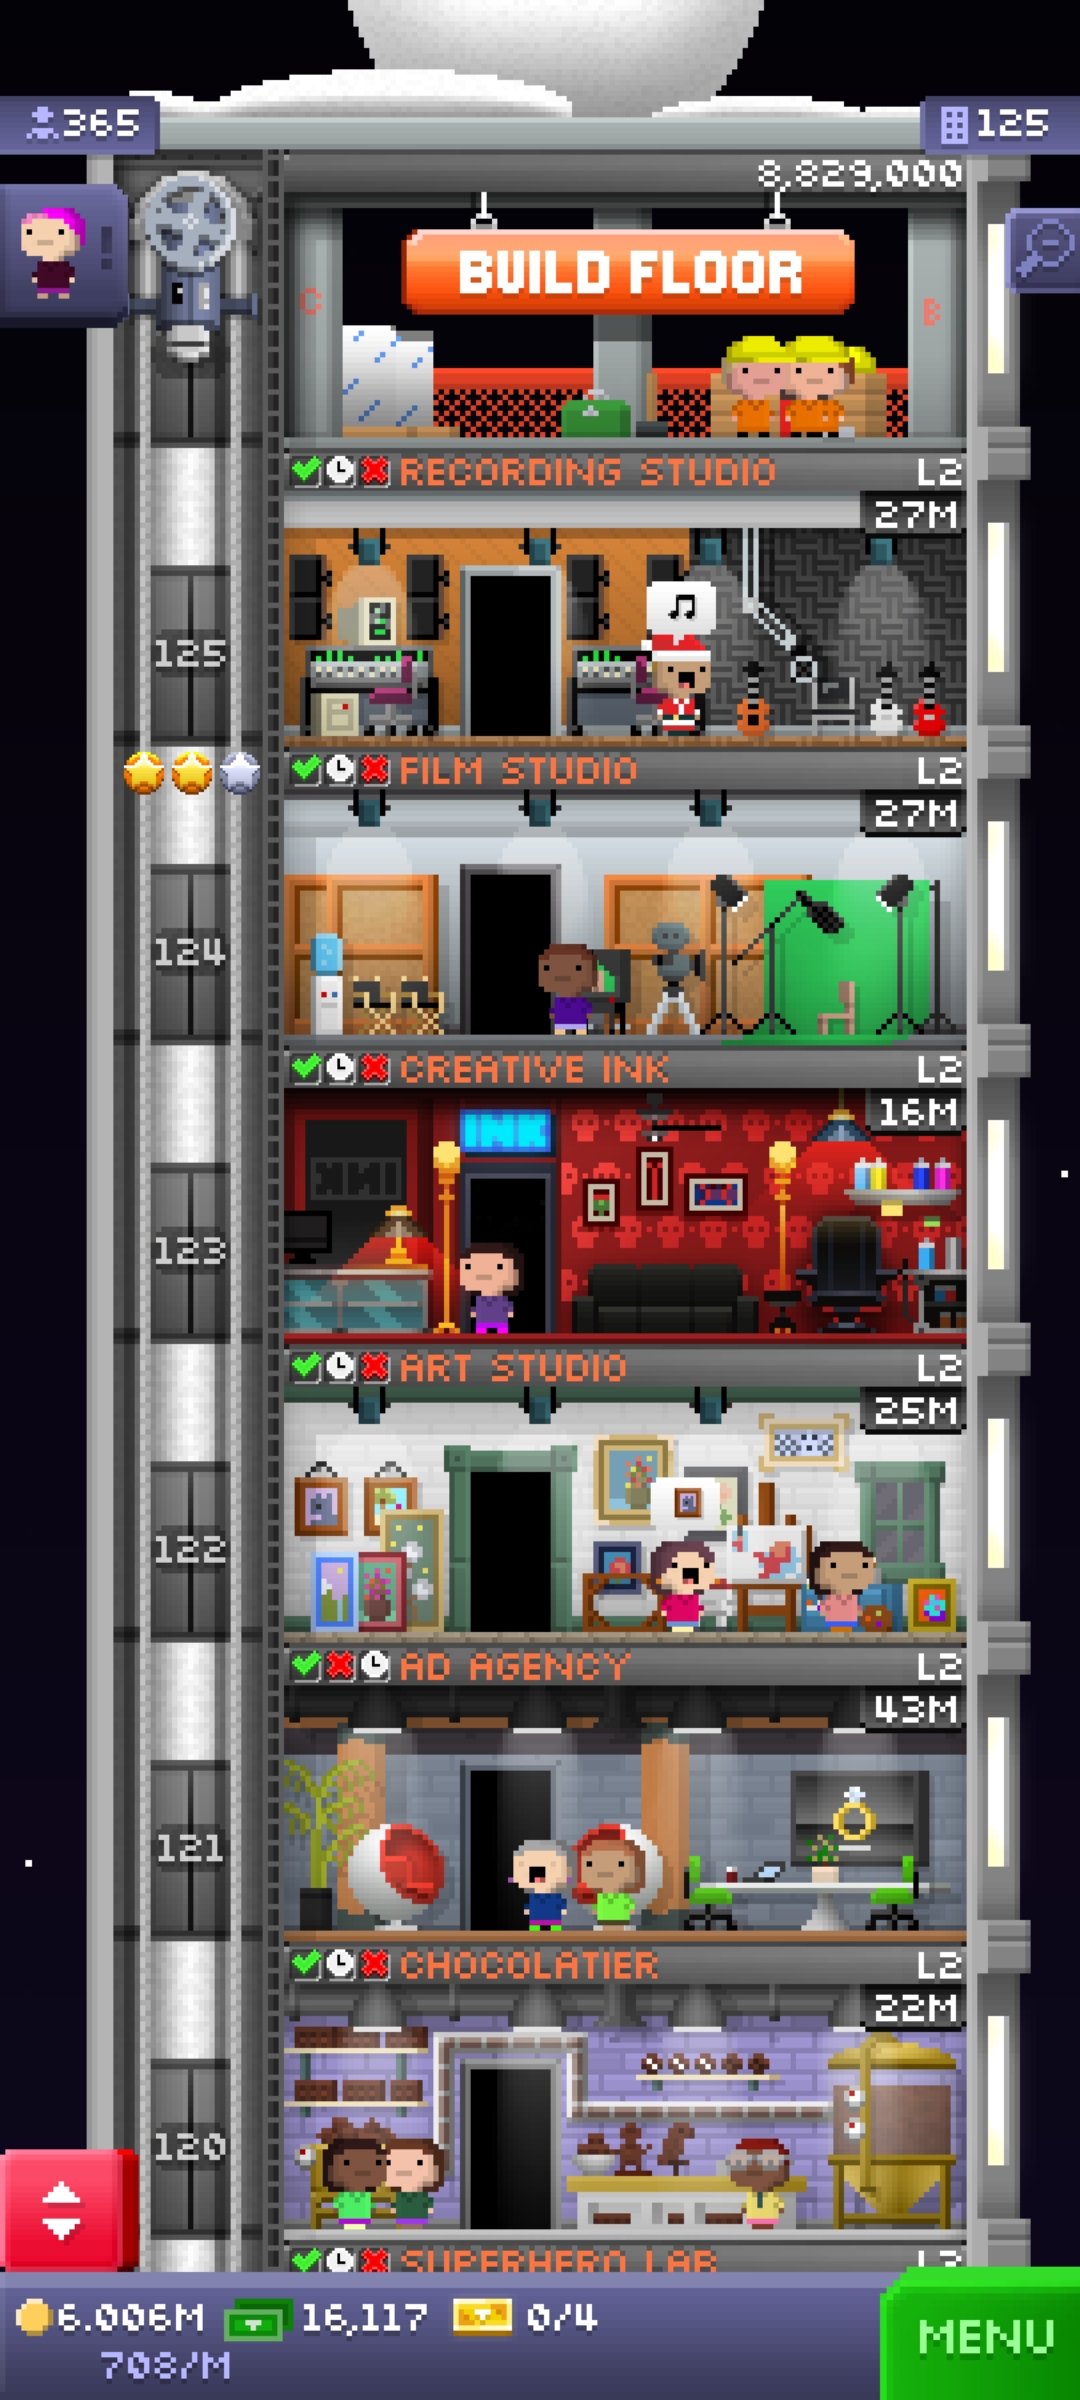 365
125
8,829,000
!
BUILD FLOOR
C
B
RECORDING STUDIO L2
27M
125
FILM STUDIO L2
27M
124
CREATIVE INK L2
16M
INK
123
ART STUDIO L2
25M
122
AD AGENCY L2
43M
121
CHOCOLATIER L2
22M
120
SUPERHERO LAB L3
6.006M 16,117 0/4
708/M
MENU